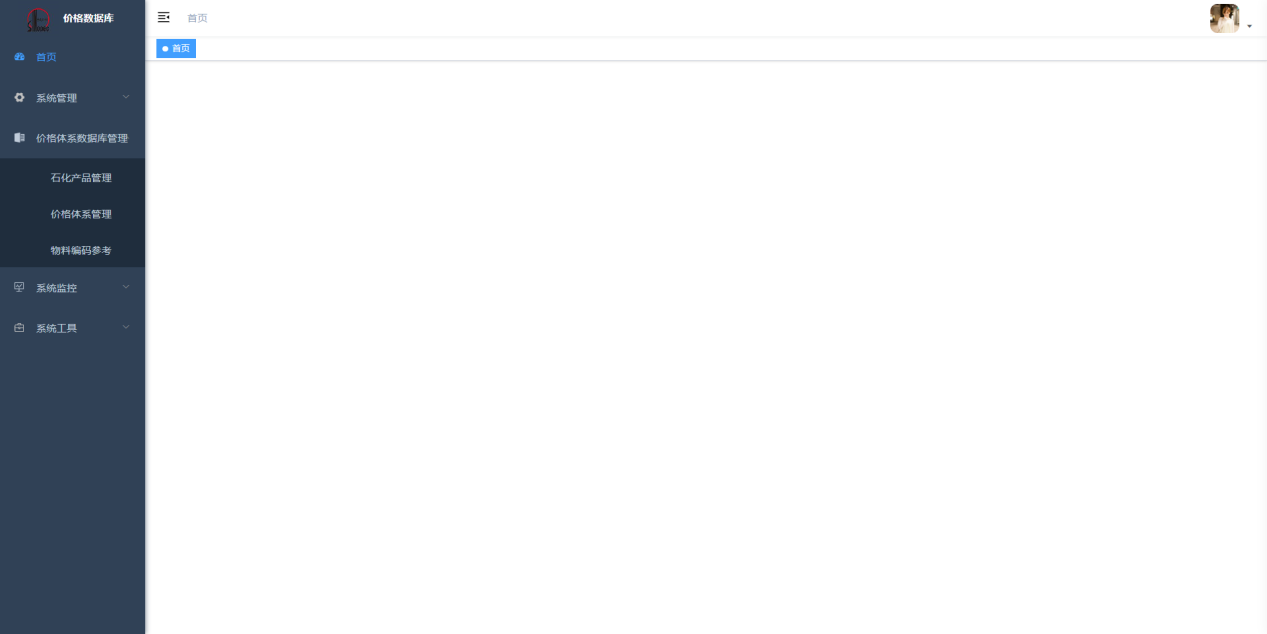 价格数据库
首页
首页
首页
系统管理
价格体系数据库管理
石化产品管理
价格体系管理
物料编码参考
系统监控
系统工具